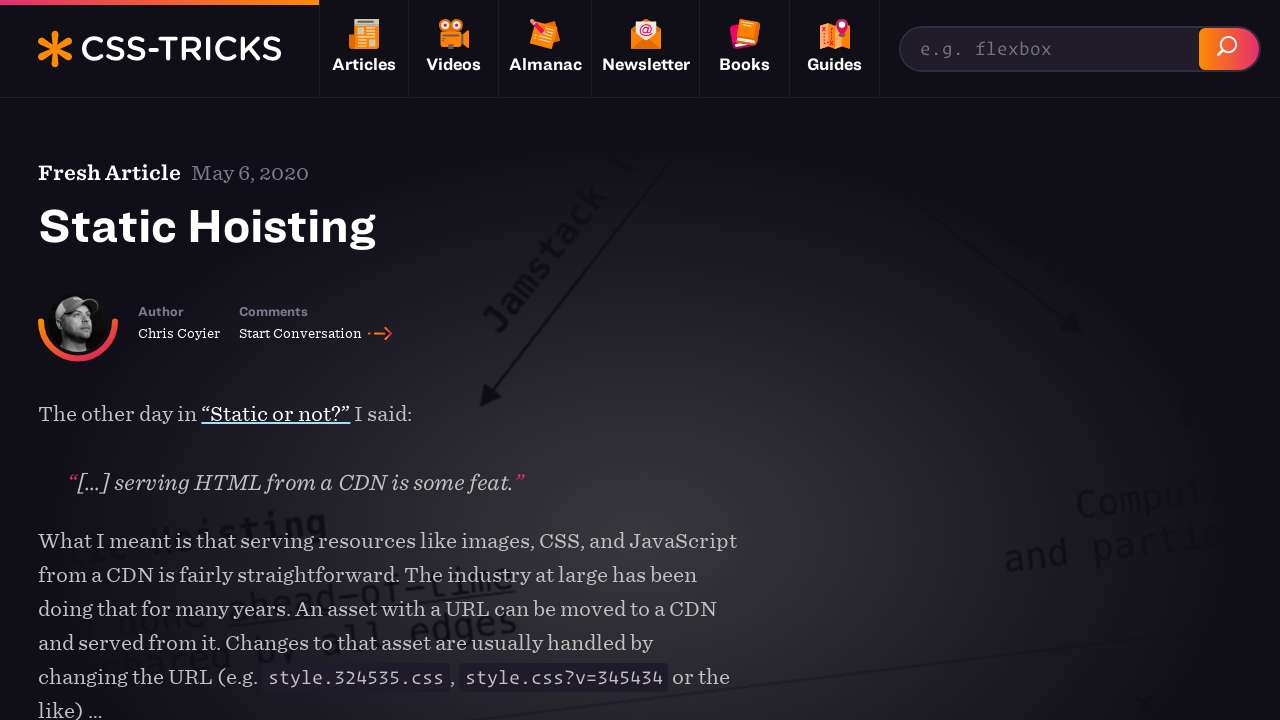 CSS-TRICKS
Articles
Videos
Almanac
Newsletter
Books
Guides
e.g. flexbox
Fresh Article May 6, 2020
Static Hoisting
Author
Chris Coyier
Comments
Start Conversation
The other day in “Static or not?” I said:
“[…] serving HTML from a CDN is some feat.”
What I meant is that serving resources like images, CSS, and JavaScript
from a CDN is fairly straightforward. The industry at large has been
doing that for many years. An asset with a URL can be moved to a CDN
and served from it. Changes to that asset are usually handled by
changing the URL (e.g. style.324535.css, style.css?v=345434 or the
like) …
Jamstack
Hoisting
ahead-of-time
by all edges
and